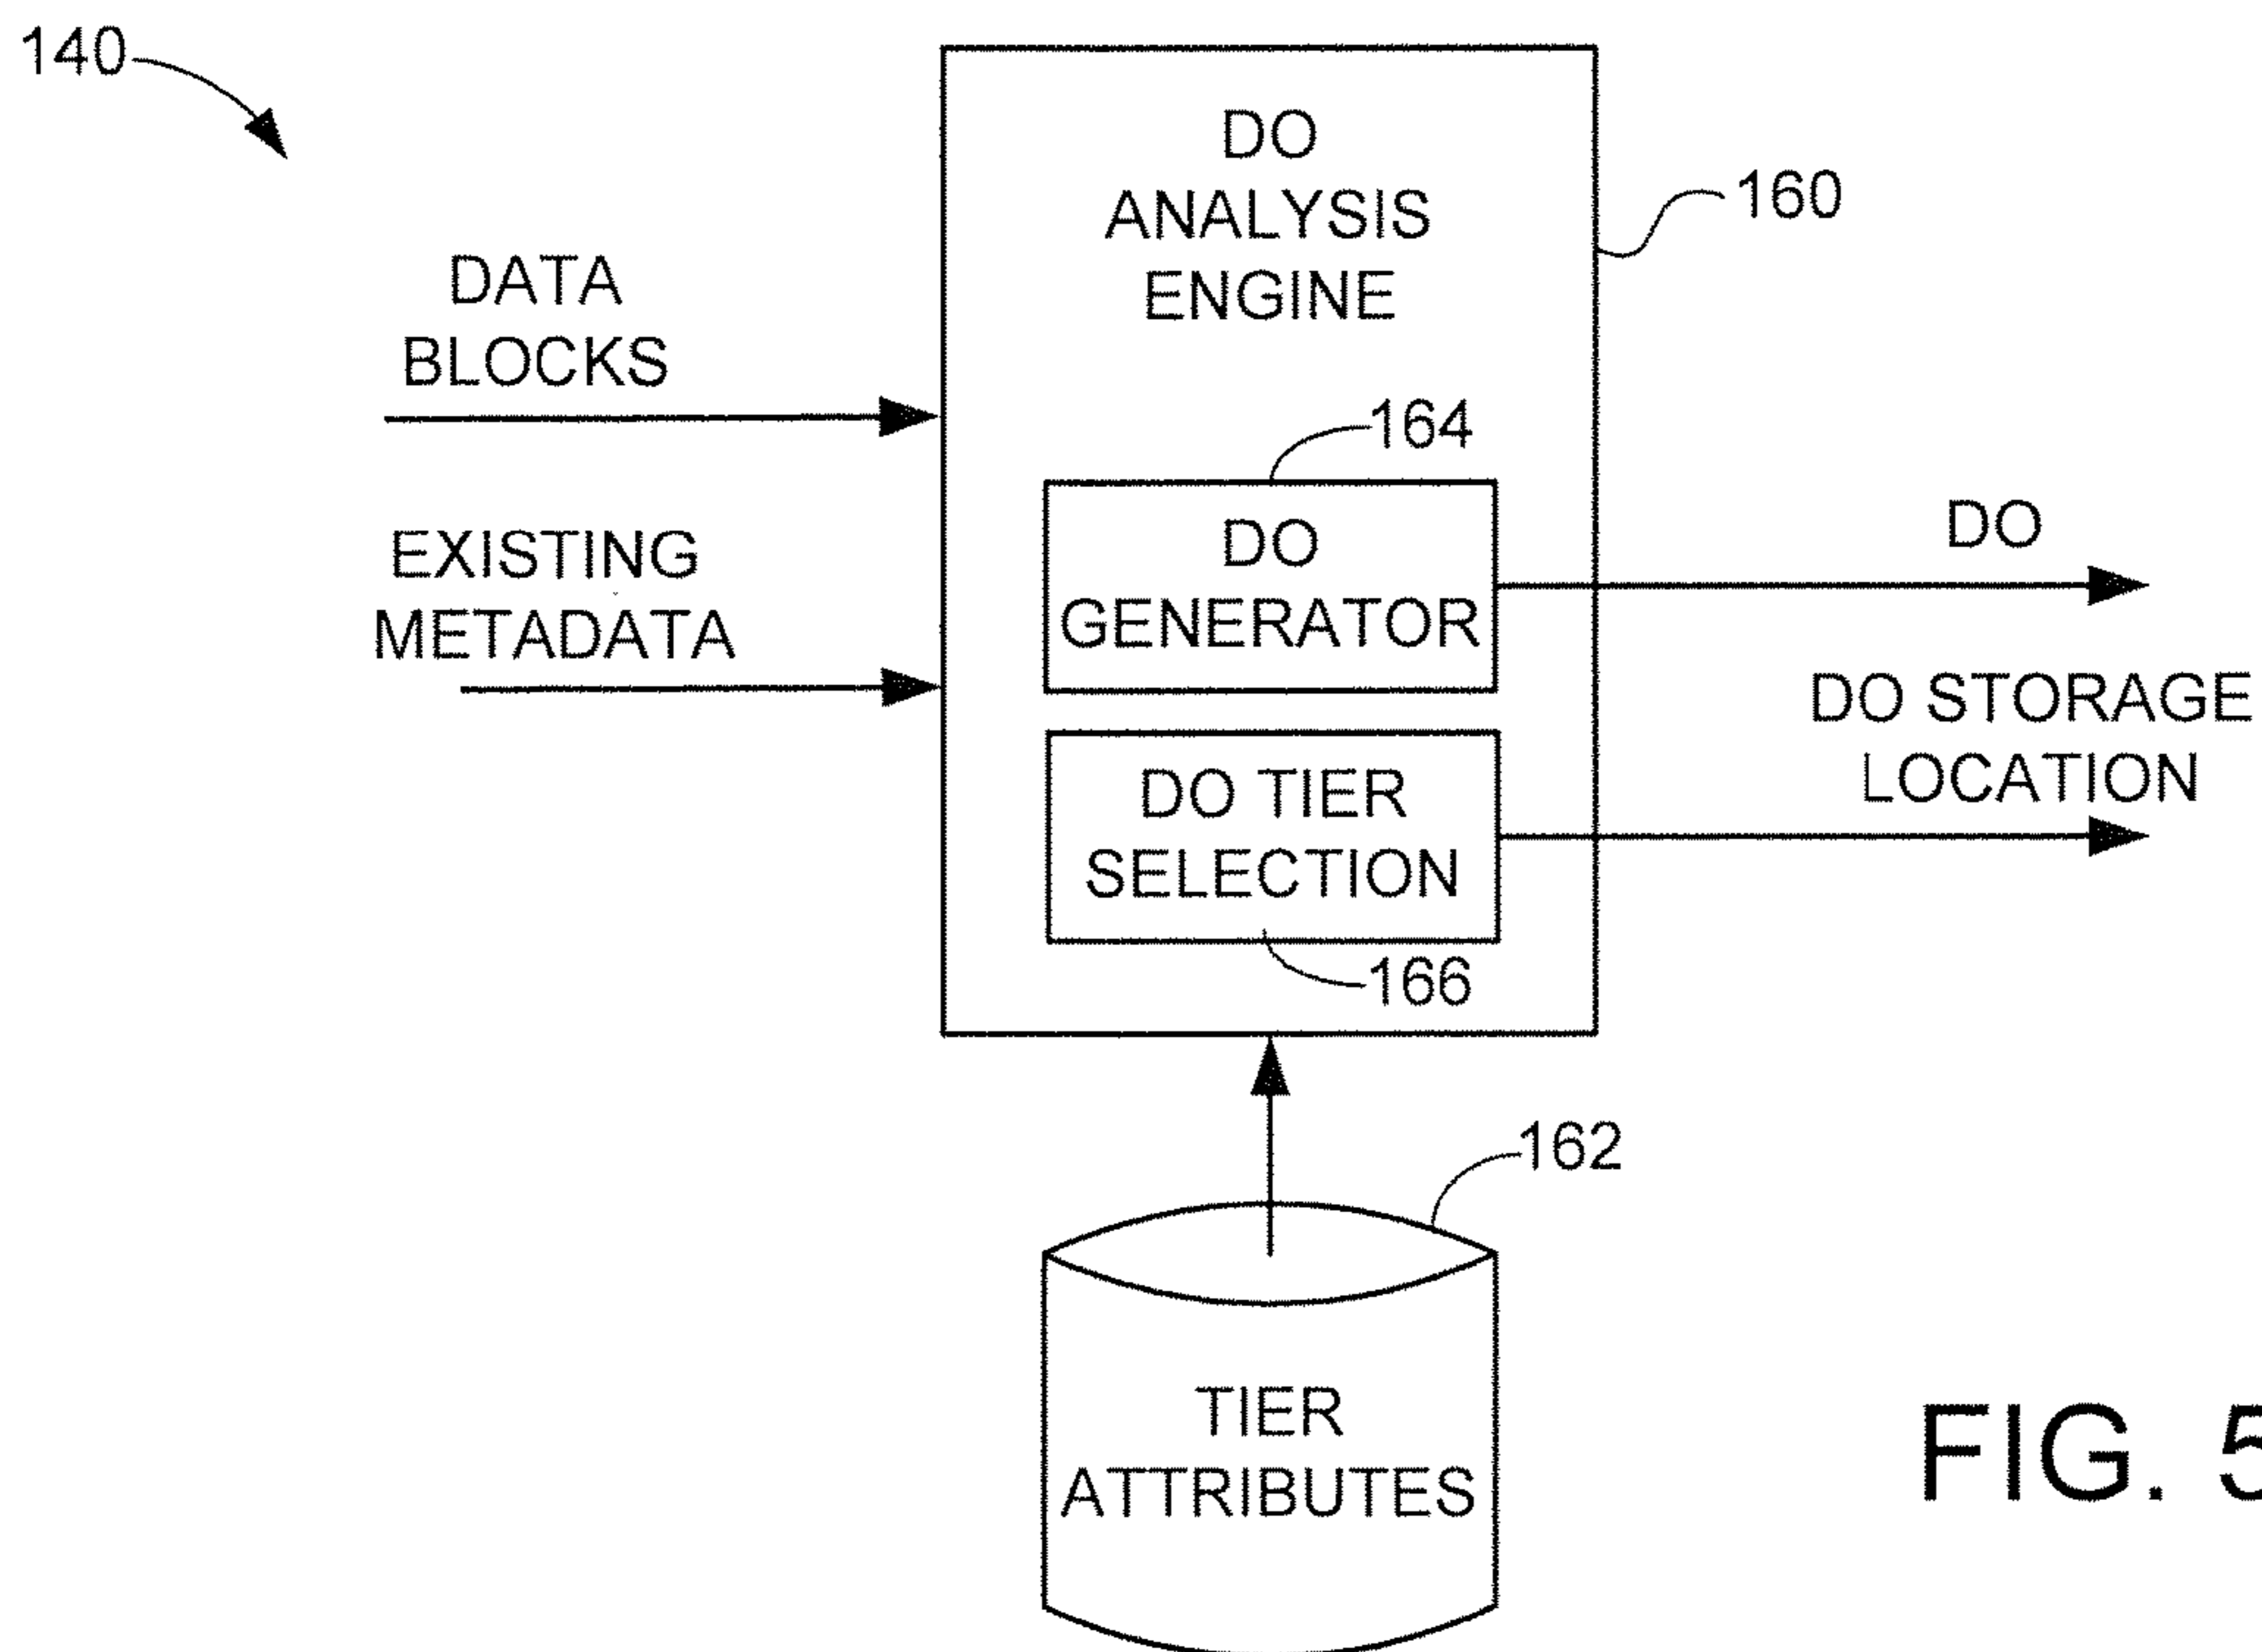 140
DO
ANALYSIS
ENGINE
160
DATA
BLOCKS
164
EXISTING
METADATA
DO
GENERATOR
DO
DO STORAGE
LOCATION
DO TIER
SELECTION
166
162
TIER
ATTRIBUTES
FIG. 5